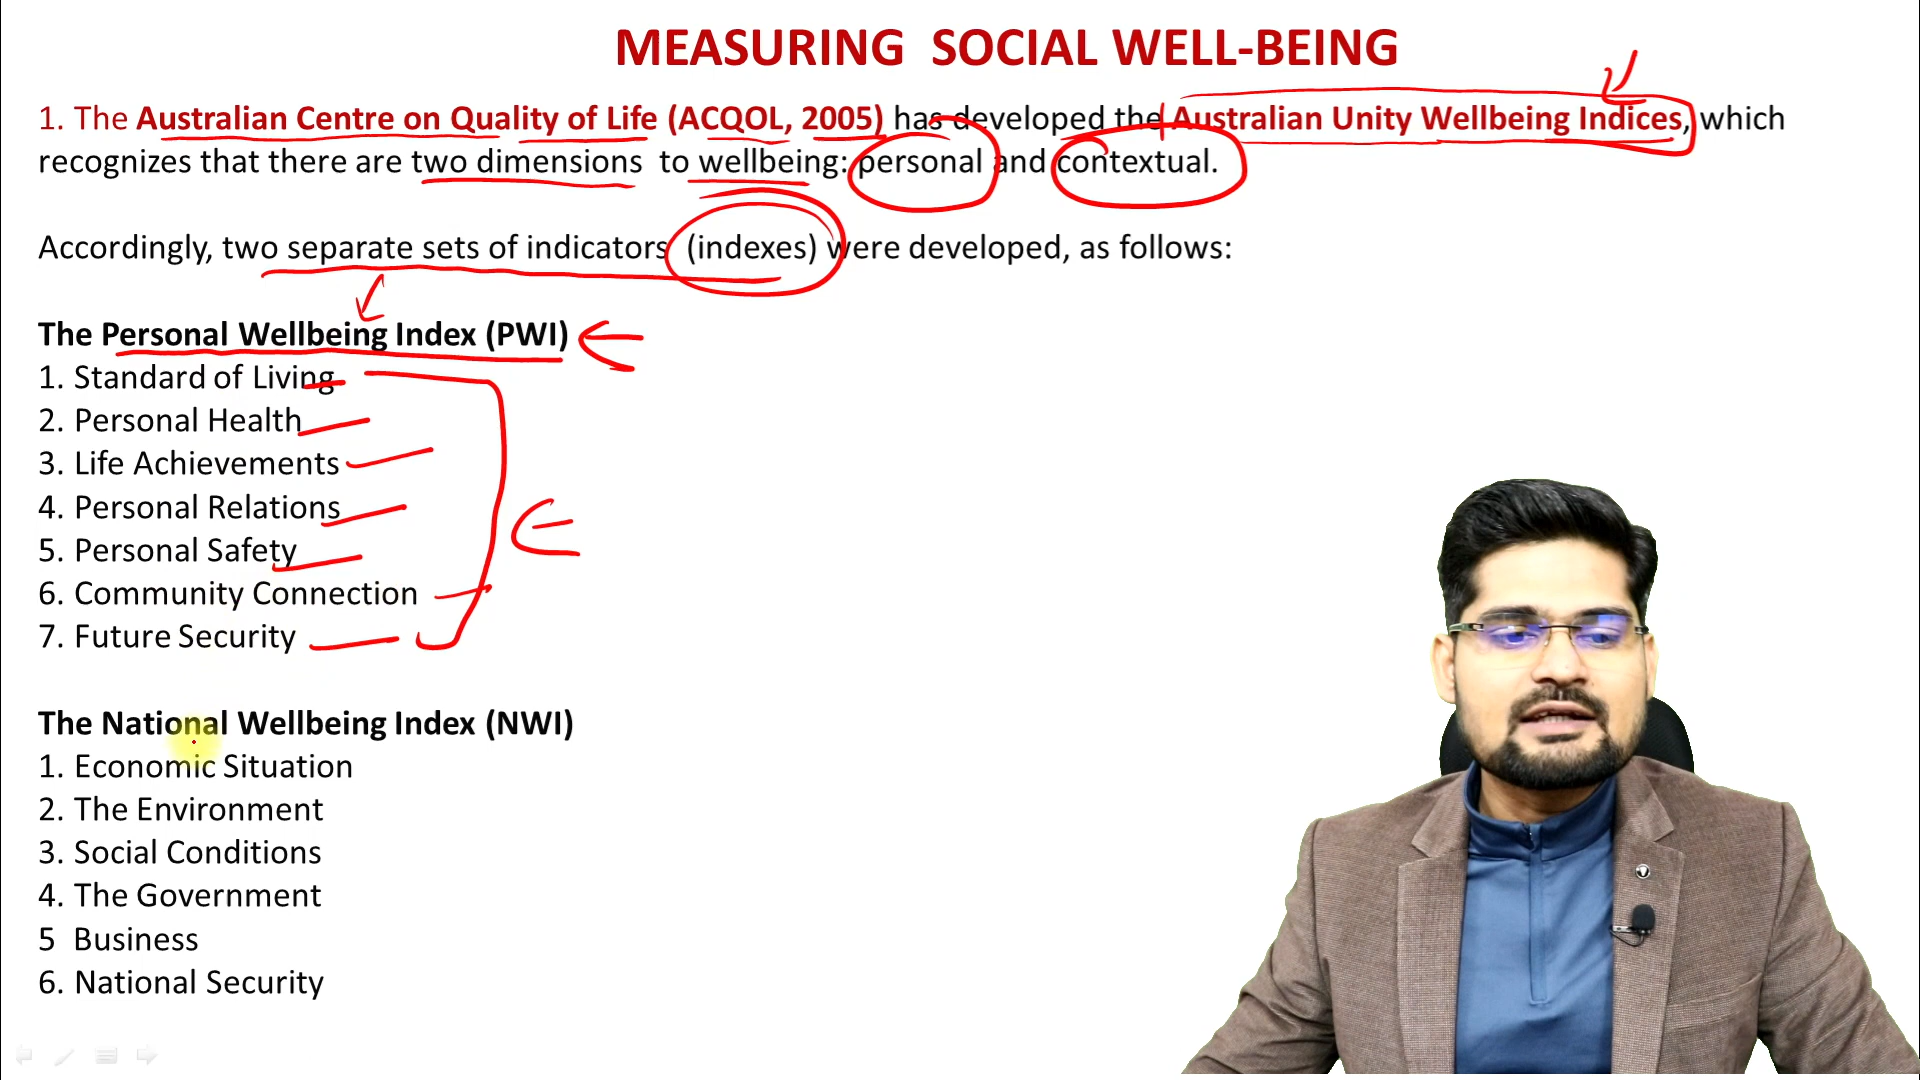 MEASURING SOCIAL WELL-BEING
1. The Australian Centre on Quality of Life (ACQOL, 2005) has developed the Australian Unity Wellbeing Indices, which
recognizes that there are two dimensions to wellbeing: personal and contextual.
Accordingly, two separate sets of indicators (indexes) were developed, as follows:
The Personal Wellbeing Index (PWI)
1. Standard of Living
2. Personal Health
3. Life Achievements
4. Personal Relations
5. Personal Safety
6. Community Connection
7. Future Security
The National Wellbeing Index (NWI)
1. Economic Situation
2. The Environment
3. Social Conditions
4. The Government
5 Business
6. National Security